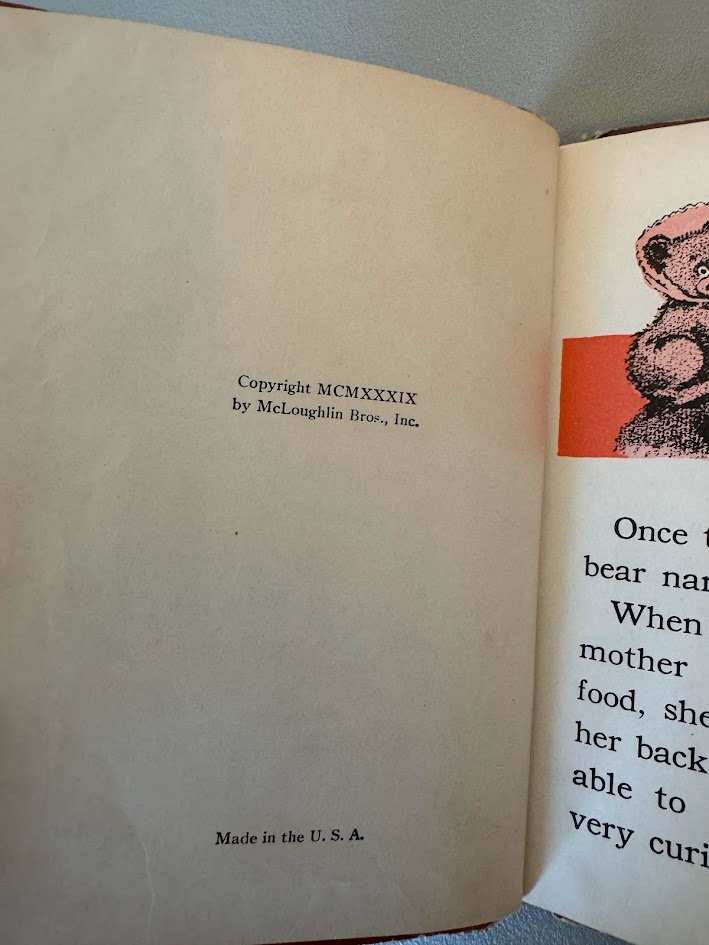 Copyright MCMXXXIX
by McLoughlin Bros., Inc.
Made in the U. S. A.
Once
bear
When
mother
food, she
her back
able to
very